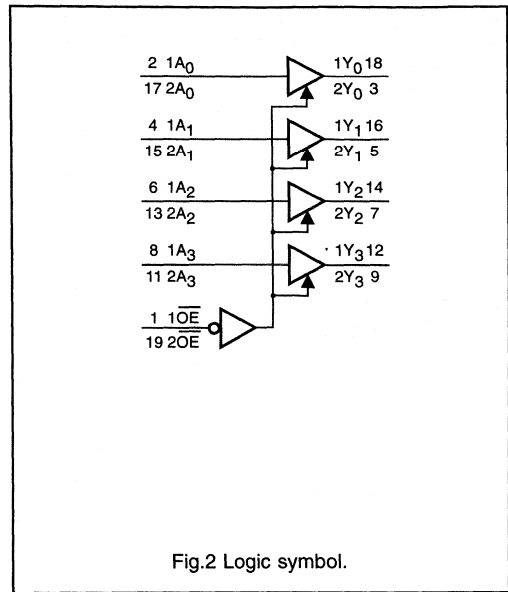 2 1A0 1Y0 18
17 2A0 2Y0 3
4 1A1 1Y1 16
15 2A1 2Y1 5
6 1A2 1Y2 14
13 2A2 2Y2 7
8 1A3 1Y3 12
11 2A3 2Y3 9
1 1O̅E̅
19 2O̅E̅
Fig.2 Logic symbol.